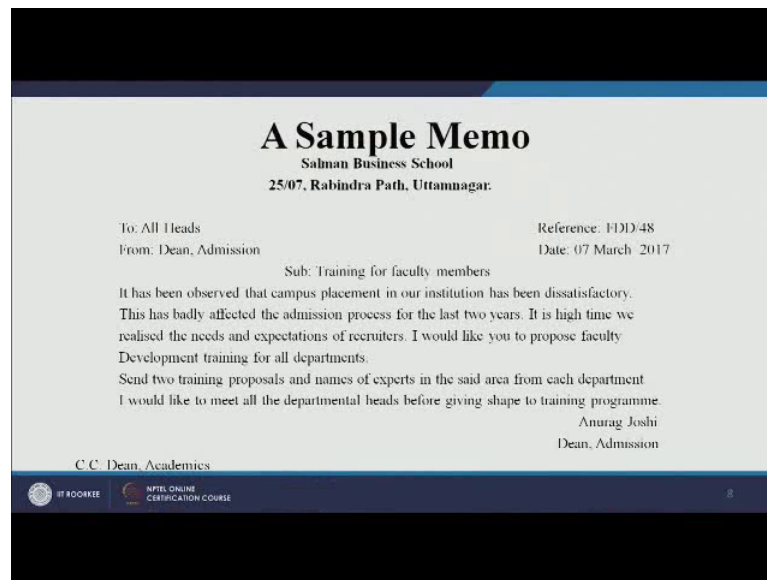 A Sample Memo
Salman Business School
25/07, Rabindra Path, Uttamnagar.
To: All Heads
Reference: FDD/48
From: Dean, Admission
Date: 07 March 2017
Sub: Training for faculty members
It has been observed that campus placement in our institution has been dissatisfactory.
This has badly affected the admission process for the last two years. It is high time we
realised the needs and expectations of recruiters. I would like you to propose faculty
Development training for all departments.
Send two training proposals and names of experts in the said area from each department
I would like to meet all the departmental heads before giving shape to training programme.
Anurag Joshi
Dean, Admission
C.C. Dean, Academics
IIT ROORKEE
NPTEL ONLINE
CERTIFICATION COURSE
8